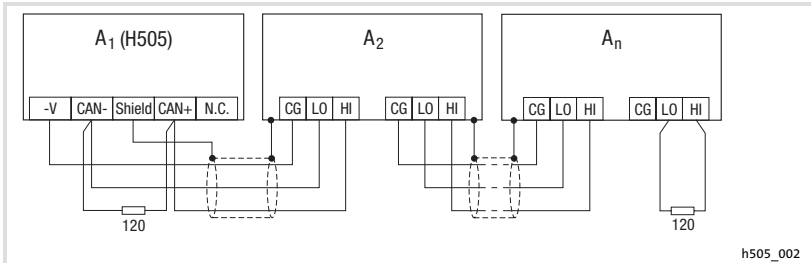 A1 (H505) A2 An
-V CAN- Shield CAN+ N.C. CG LO HI CG LO HI CG LO HI CG LO HI
120 120
h505_002